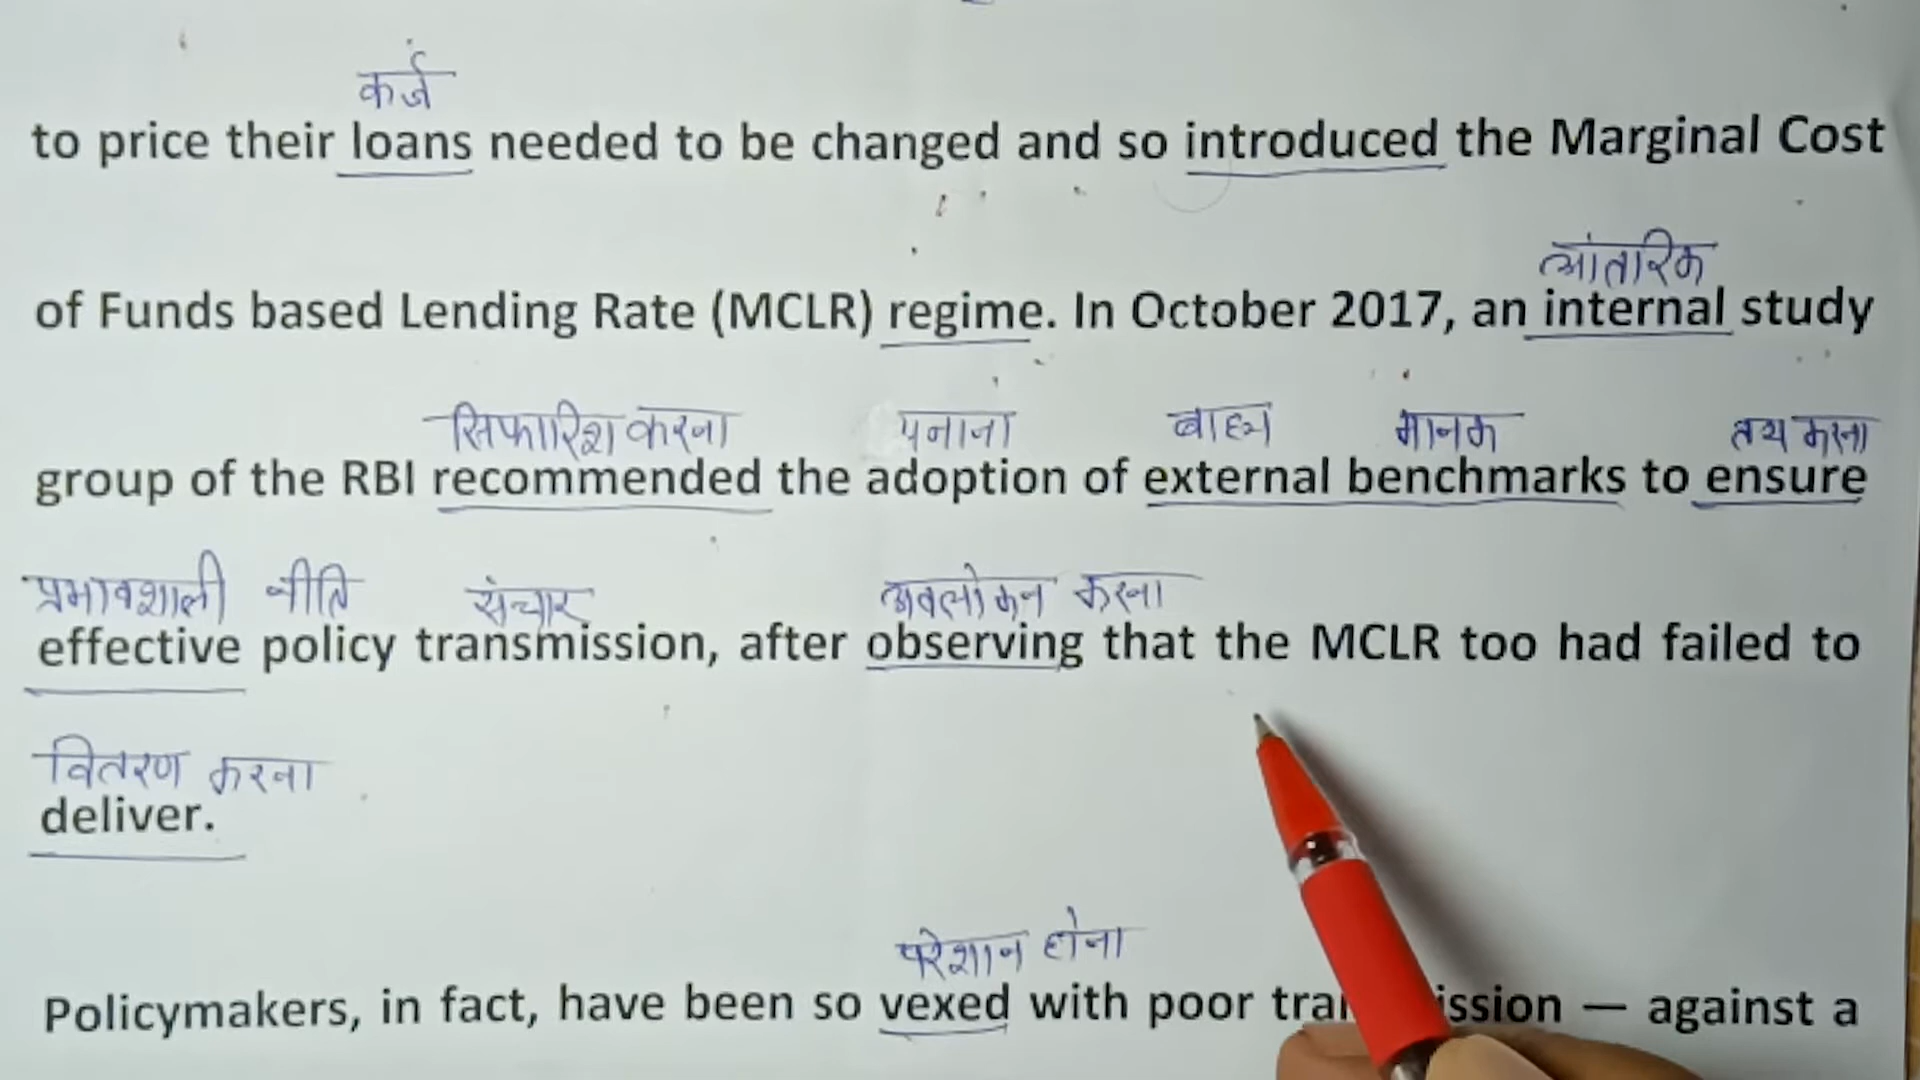 कर्ज
to price their loans needed to be changed and so introduced the Marginal Cost
आंतरिक
of Funds based Lending Rate (MCLR) regime. In October 2017, an internal study
सिफारिश करना पनाना बाह्य मानक तय करना
group of the RBI recommended the adoption of external benchmarks to ensure
प्रभावशाली नीति संचार अवलोकन करना
effective policy transmission, after observing that the MCLR too had failed to
वितरण करना
deliver.
परेशान होना
Policymakers, in fact, have been so vexed with poor — against a